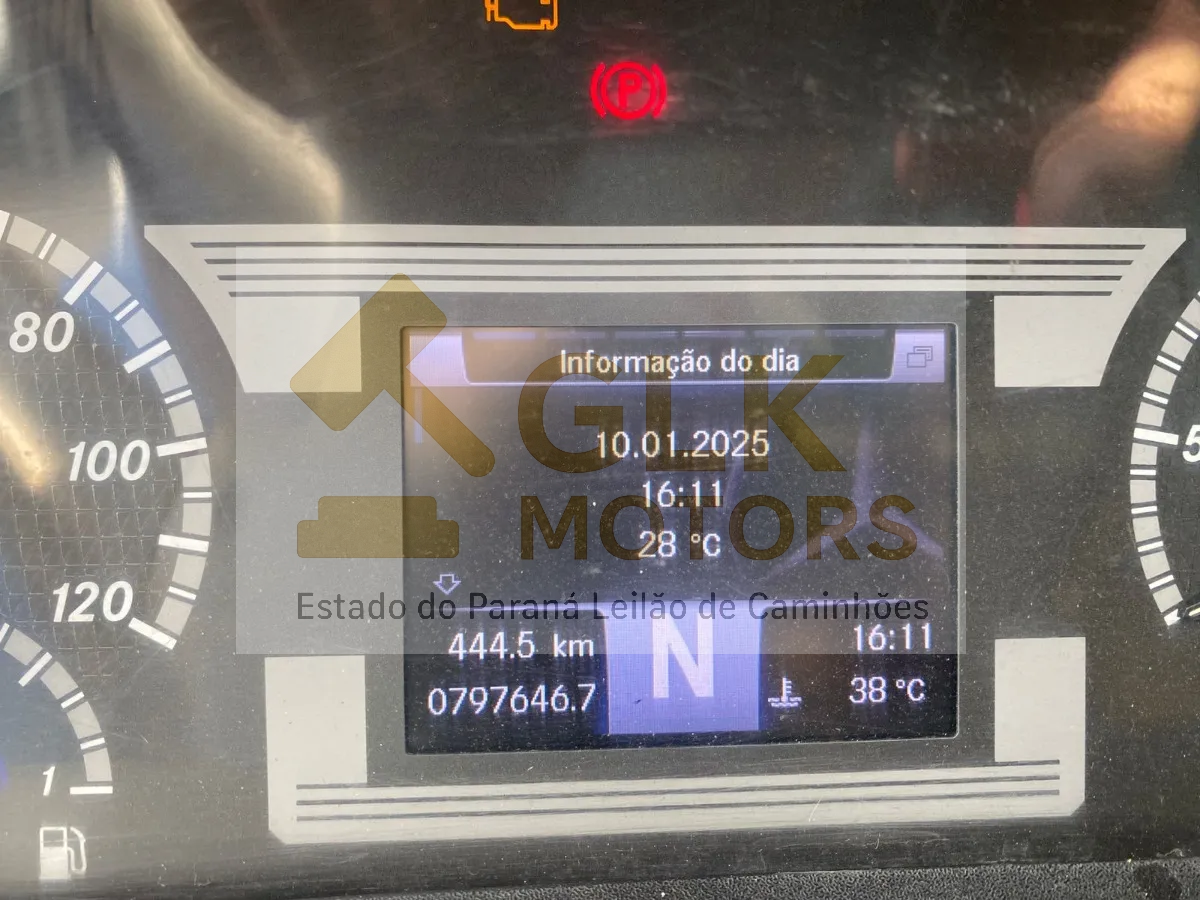 P
80
100
120
1
5
Informação do dia
10.01.2025
16:11
28 °C
444.5 km
0797646.7
N
16:11
38 °C
GLK
MOTORS
Estado do Paraná Leilão de Caminhões